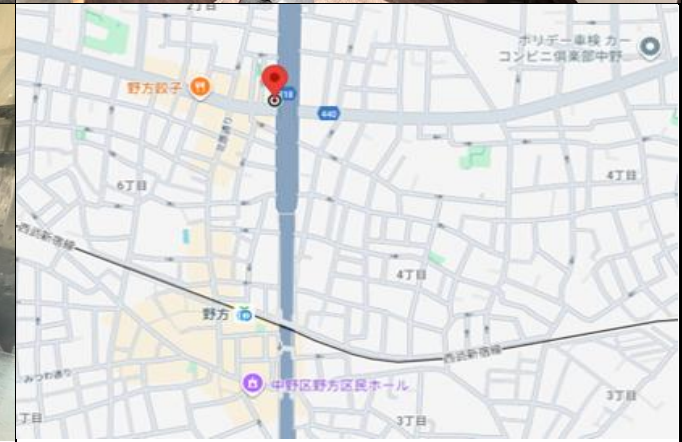 2丁目
ホリデー車検 カー
コンビニ倶楽部中野
野方餃子
318
440
4丁目
6丁目
西武新宿線
4丁目
野方
西武新宿線
みつわ通り
中野区野方区民ホール
3丁目
丁目
3丁目